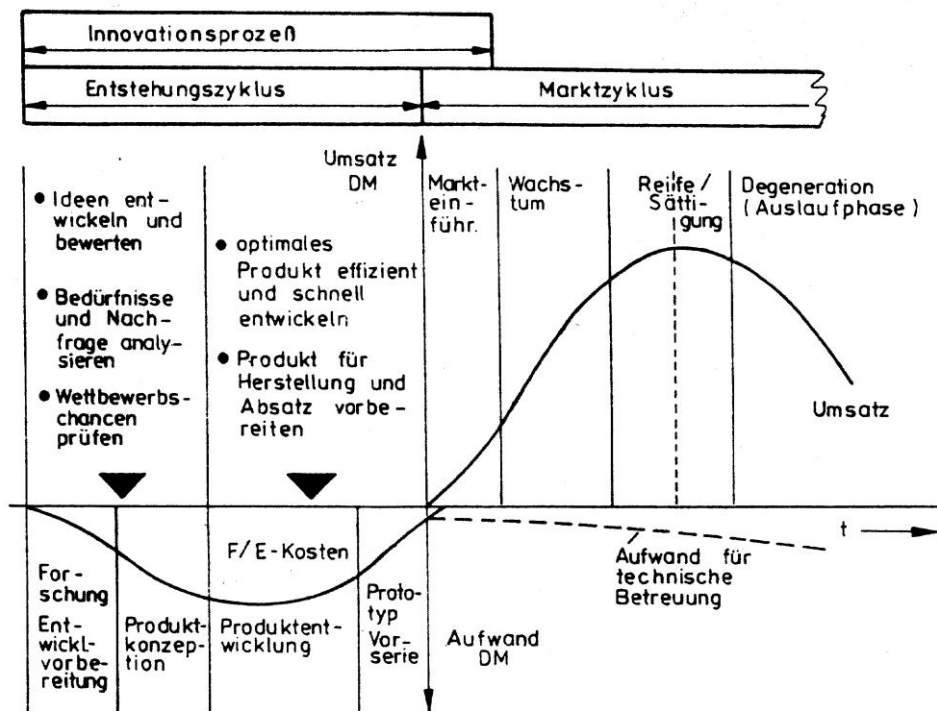 Innovationsprozeß
Entstehungszyklus
Marktzyklus
Umsatz
DM
• Ideen ent-
wickeln und
bewerten
• Bedürfnisse
und Nach-
frage analy-
sieren
• Wettbewerbs-
chancen
prüfen
• optimales
Produkt effizient
und schnell
entwickeln
• Produkt für
Herstellung und
Absatz vorbe-
reiten
Markt-
ein-
führ.
Wachs-
tum
Reife/
Sätti-
gung
Degeneration
(Auslaufphase)
Umsatz
t
F/E-Kosten
Aufwand für
technische
Betreuung
For-
schung
Ent-
wickl-
vorbe-
reitung
Produkt-
konzep-
tion
Produktent-
wicklung
Proto-
typ
Vor-
serie
Aufwand
DM